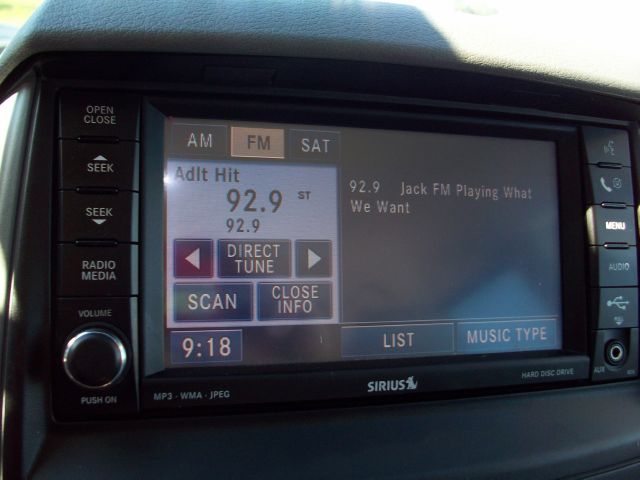 OPEN
CLOSE
SEEK
SEEK
RADIO
MEDIA
VOLUME
PUSH ON
AM FM SAT
Adlt Hit
92.9 ST
92.9
DIRECT
TUNE
SCAN
CLOSE
INFO
9:18
92.9 Jack FM Playing What
We Want
LIST
MUSIC TYPE
MP3 - WMA - JPEG
SIRIUS
HARD DISC DRIVE
MENU
AUDIO
AUX